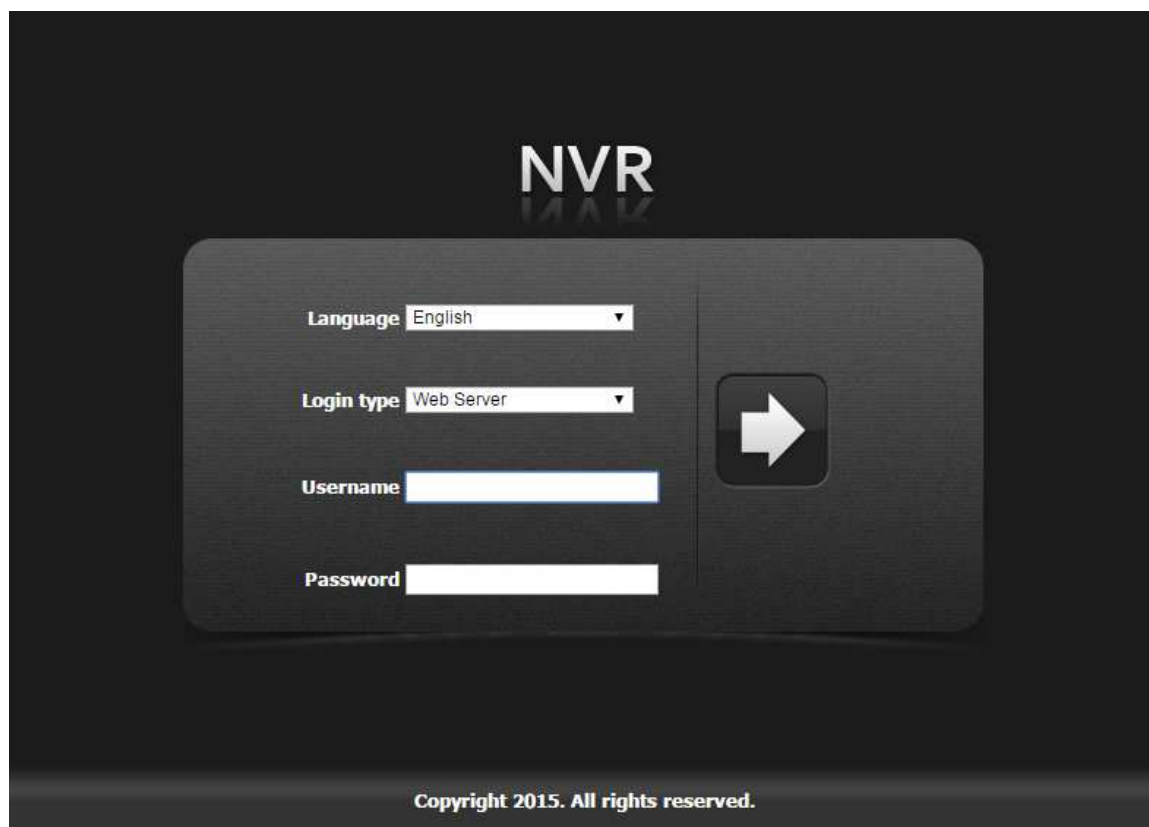 NVR
Language English
Login type Web Server
Username
Password
Copyright 2015. All rights reserved.